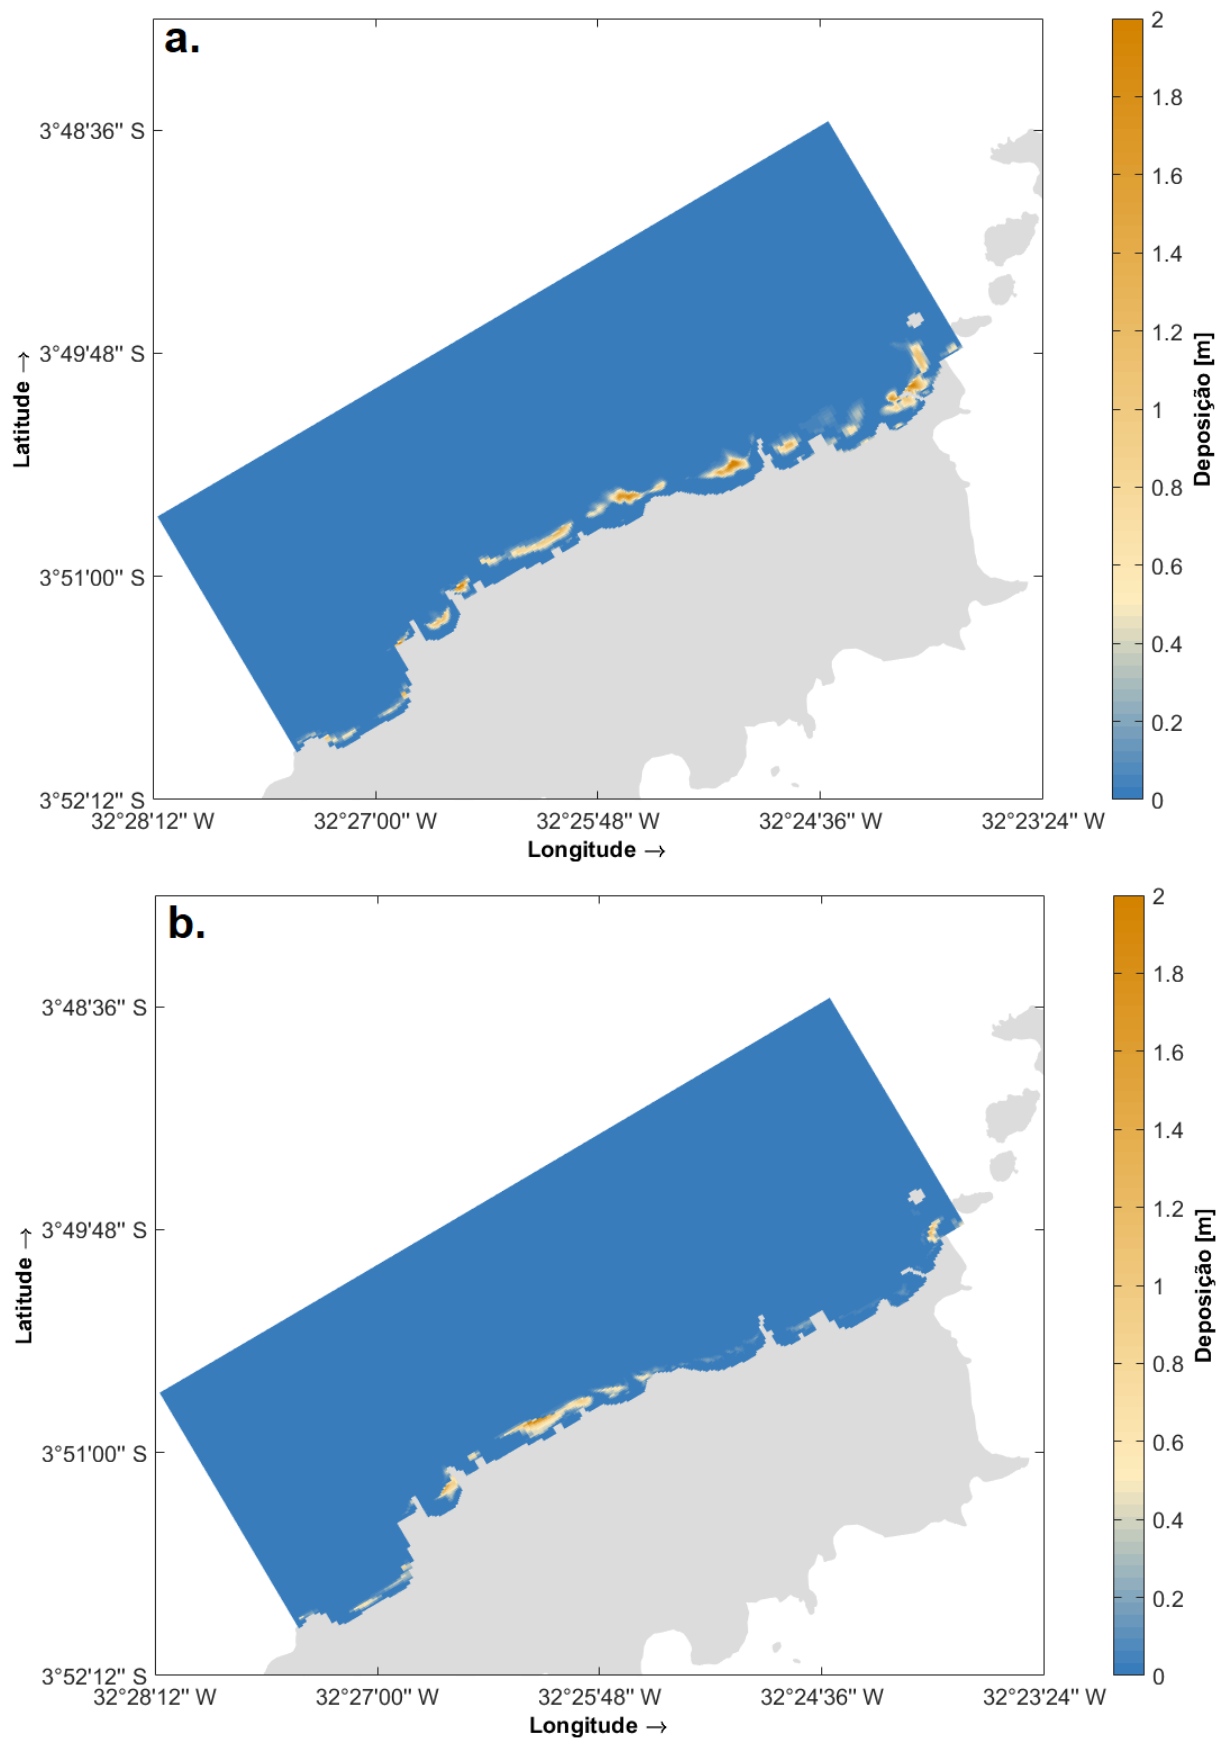 a.
3°48'36" S
3°49'48" S
3°51'00" S
3°52'12" S
Latitude →
32°28'12" W 32°27'00" W 32°25'48" W 32°24'36" W 32°23'24" W
Longitude →
2
1.8
1.6
1.4
1.2
1
0.8
0.6
0.4
0.2
0
Deposição [m]
b.
3°48'36" S
3°49'48" S
3°51'00" S
3°52'12" S
Latitude →
32°28'12" W 32°27'00" W 32°25'48" W 32°24'36" W 32°23'24" W
Longitude →
2
1.8
1.6
1.4
1.2
1
0.8
0.6
0.4
0.2
0
Deposição [m]